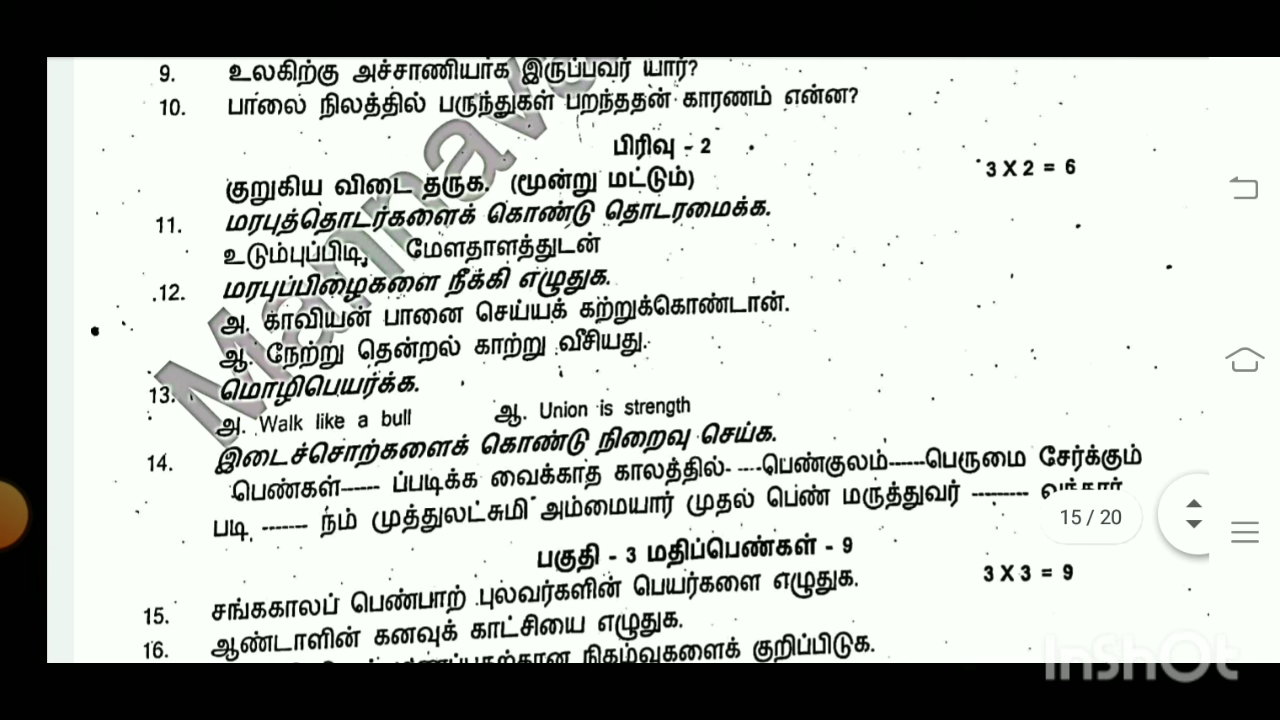 9. உலகிற்கு அச்சாணியாக இருப்பவர் யார்?
10. பாலை நிலத்தில் பருந்துகள் பறந்ததன் காரணம் என்ன?
பிரிவு - 2
குறுகிய விடை தருக. (மூன்று மட்டும்) 3 X 2 = 6
11. மரபுத்தொடர்களைக் கொண்டு தொடரமைக்க.
உடும்புப்பிடி, மேளதாளத்துடன்
12. மரபுப்பிழைகளை நீக்கி எழுதுக.
அ. காவியன் பானை செய்யக் கற்றுக்கொண்டான்.
ஆ. நேற்று தென்றல் காற்று வீசியது.
13. மொழிபெயர்க்க.
அ. Walk like a bull ஆ. Union is strength
14. இடைச்சொற்களைக் கொண்டு நிறைவு செய்க.
பெண்கள்------ ப்படிக்க வைக்காத காலத்தில்- ----பெண்குலம்------பெருமை சேர்க்கும்
படி ------- நம் முத்துலட்சுமி அம்மையார் முதல் பெண் மருத்துவர் --------
15 / 20
பகுதி - 3 மதிப்பெண்கள் - 9
15. சங்ககாலப் பெண்பாற் புலவர்களின் பெயர்களை எழுதுக. 3 X 3 = 9
16. ஆண்டாளின் கனவுக் காட்சியை எழுதுக.
நிகழ்வுகளைக் குறிப்பிடுக.
InShOt